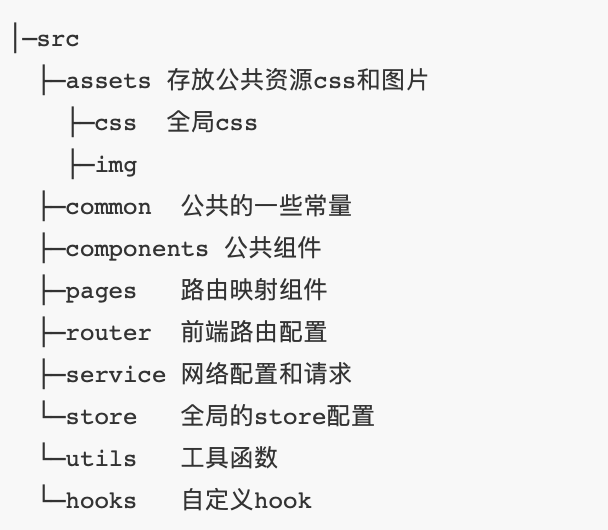 │─src
  ├─assets 存放公共资源css和图片
    ├─css  全局css
    ├─img
  ├─common  公共的一些常量
  ├─components 公共组件
  ├─pages   路由映射组件
  ├─router  前端路由配置
  ├─service 网络配置和请求
  └─store   全局的store配置
  └─utils   工具函数
  └─hooks   自定义hook